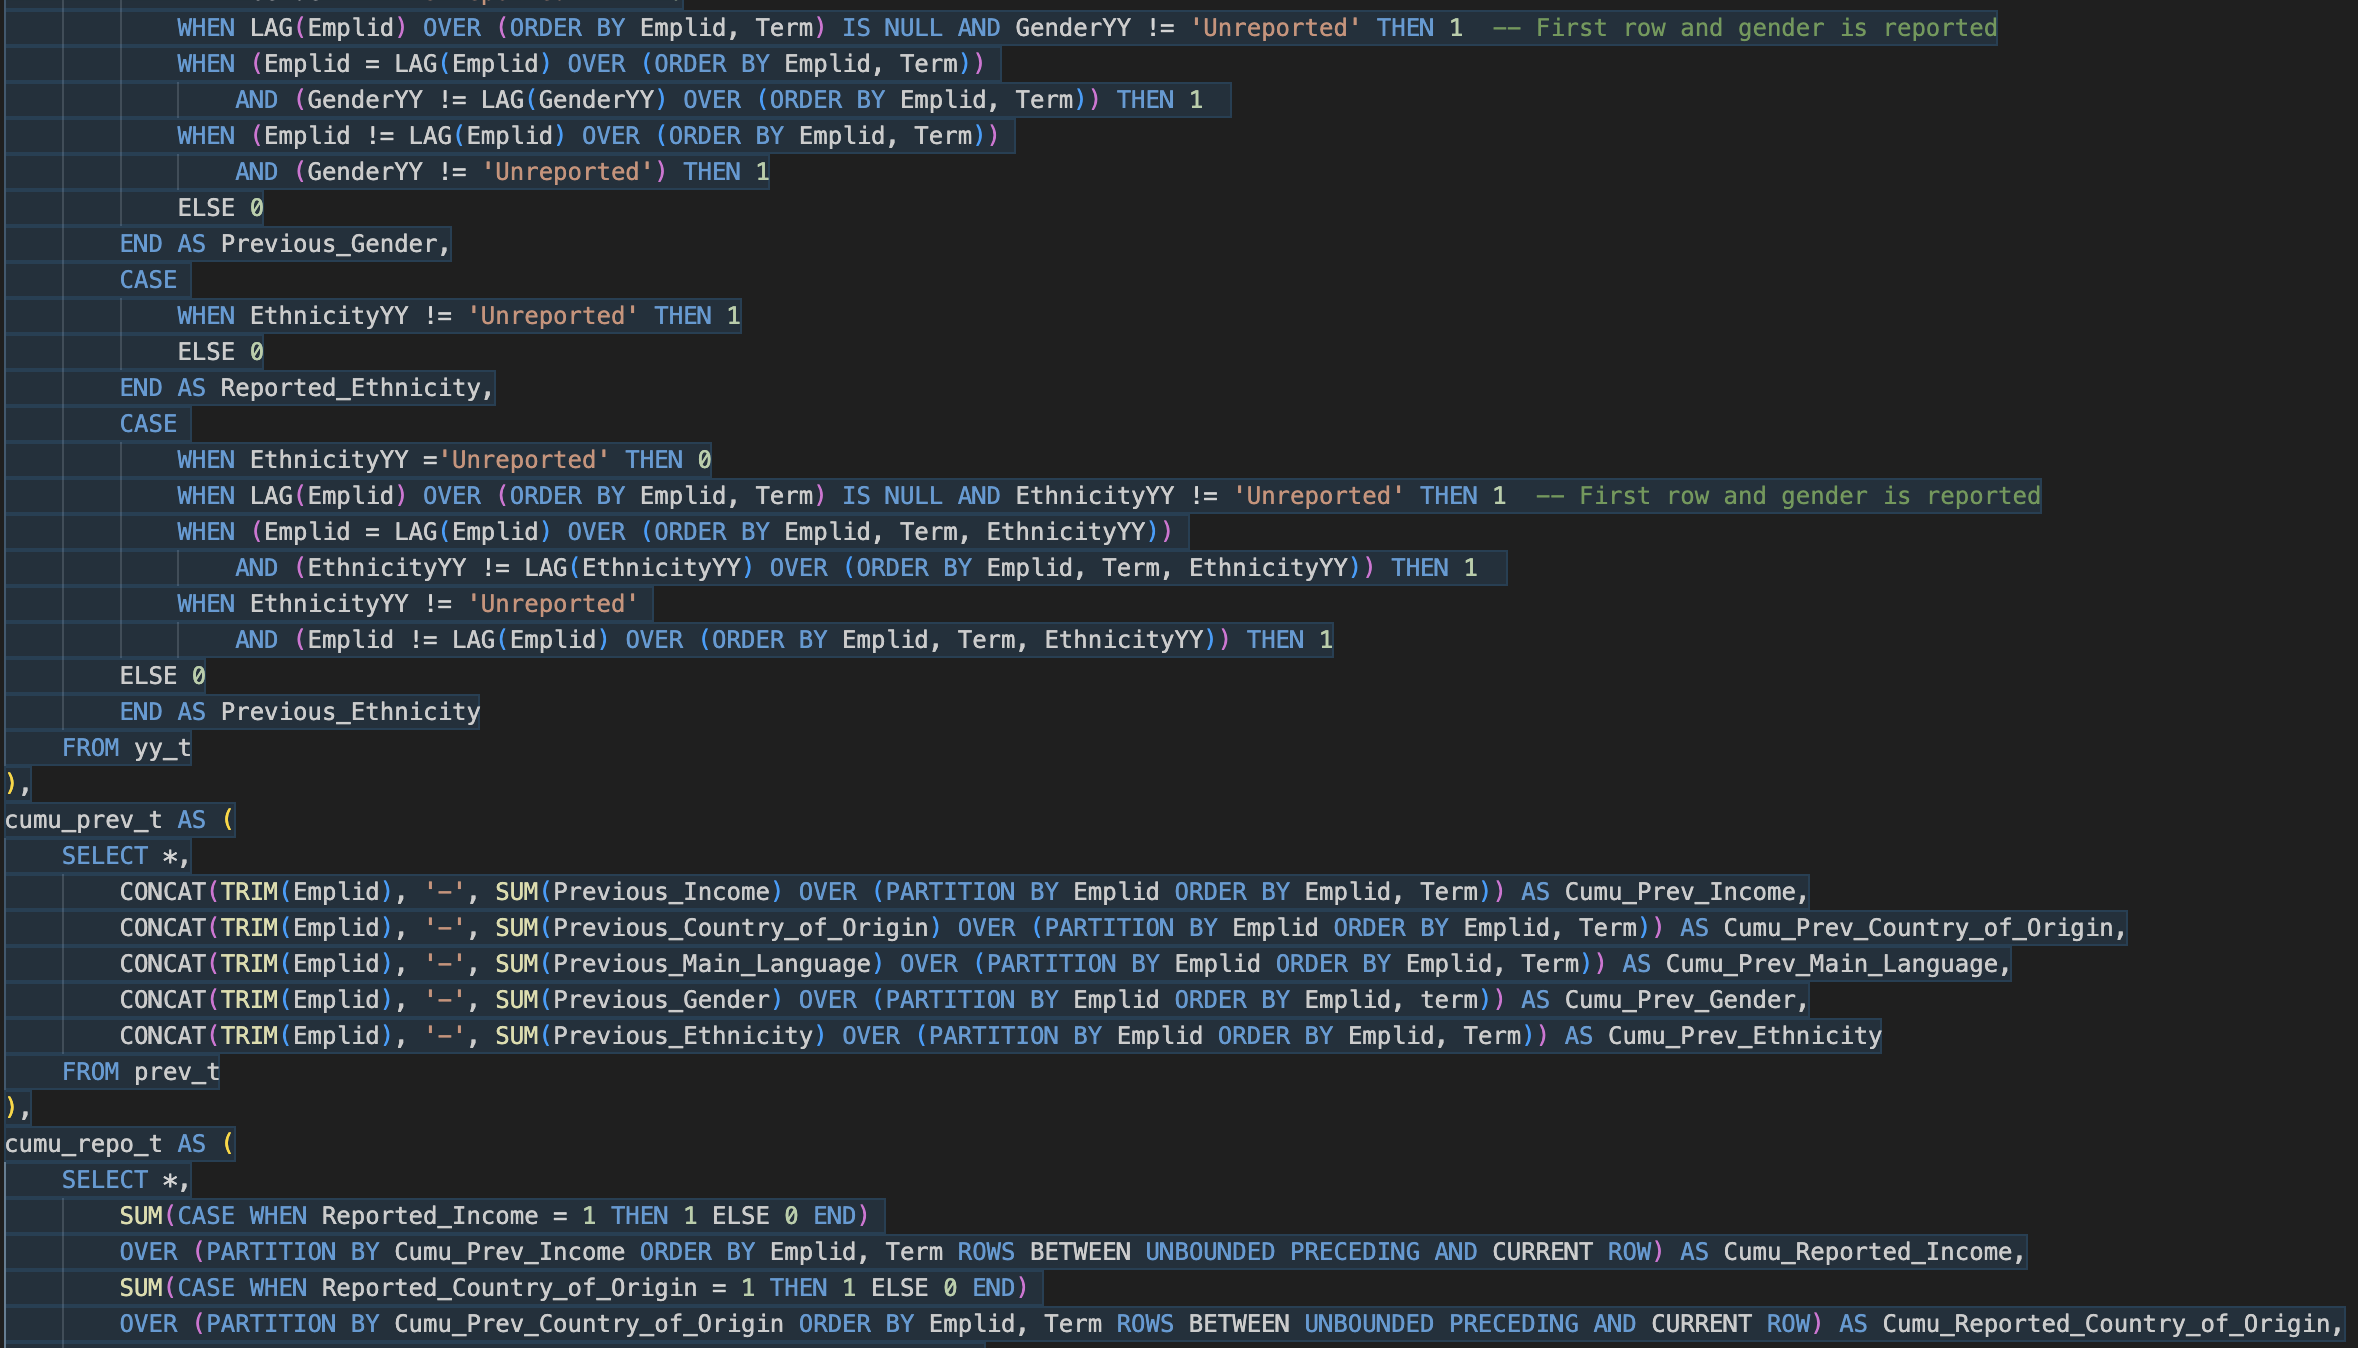 WHEN LAG(Emplid) OVER (ORDER BY Emplid, Term) IS NULL AND GenderYY != 'Unreported' THEN 1  -- First row and gender is reported
WHEN (Emplid = LAG(Emplid) OVER (ORDER BY Emplid, Term))
AND (GenderYY != LAG(GenderYY) OVER (ORDER BY Emplid, Term)) THEN 1
WHEN (Emplid != LAG(Emplid) OVER (ORDER BY Emplid, Term))
AND (GenderYY != 'Unreported') THEN 1
ELSE 0
END AS Previous_Gender,
CASE
WHEN EthnicityYY != 'Unreported' THEN 1
ELSE 0
END AS Reported_Ethnicity,
CASE
WHEN EthnicityYY ='Unreported' THEN 0
WHEN LAG(Emplid) OVER (ORDER BY Emplid, Term) IS NULL AND EthnicityYY != 'Unreported' THEN 1  -- First row and gender is reported
WHEN (Emplid = LAG(Emplid) OVER (ORDER BY Emplid, Term, EthnicityYY))
AND (EthnicityYY != LAG(EthnicityYY) OVER (ORDER BY Emplid, Term, EthnicityYY)) THEN 1
WHEN EthnicityYY != 'Unreported'
AND (Emplid != LAG(Emplid) OVER (ORDER BY Emplid, Term, EthnicityYY)) THEN 1
ELSE 0
END AS Previous_Ethnicity
FROM yy_t
),
cumu_prev_t AS (
SELECT *,
CONCAT(TRIM(Emplid), '-', SUM(Previous_Income) OVER (PARTITION BY Emplid ORDER BY Emplid, Term)) AS Cumu_Prev_Income,
CONCAT(TRIM(Emplid), '-', SUM(Previous_Country_of_Origin) OVER (PARTITION BY Emplid ORDER BY Emplid, Term)) AS Cumu_Prev_Country_of_Origin,
CONCAT(TRIM(Emplid), '-', SUM(Previous_Main_Language) OVER (PARTITION BY Emplid ORDER BY Emplid, Term)) AS Cumu_Prev_Main_Language,
CONCAT(TRIM(Emplid), '-', SUM(Previous_Gender) OVER (PARTITION BY Emplid ORDER BY Emplid, term)) AS Cumu_Prev_Gender,
CONCAT(TRIM(Emplid), '-', SUM(Previous_Ethnicity) OVER (PARTITION BY Emplid ORDER BY Emplid, Term)) AS Cumu_Prev_Ethnicity
FROM prev_t
),
cumu_repo_t AS (
SELECT *,
SUM(CASE WHEN Reported_Income = 1 THEN 1 ELSE 0 END)
OVER (PARTITION BY Cumu_Prev_Income ORDER BY Emplid, Term ROWS BETWEEN UNBOUNDED PRECEDING AND CURRENT ROW) AS Cumu_Reported_Income,
SUM(CASE WHEN Reported_Country_of_Origin = 1 THEN 1 ELSE 0 END)
OVER (PARTITION BY Cumu_Prev_Country_of_Origin ORDER BY Emplid, Term ROWS BETWEEN UNBOUNDED PRECEDING AND CURRENT ROW) AS Cumu_Reported_Country_of_Origin,